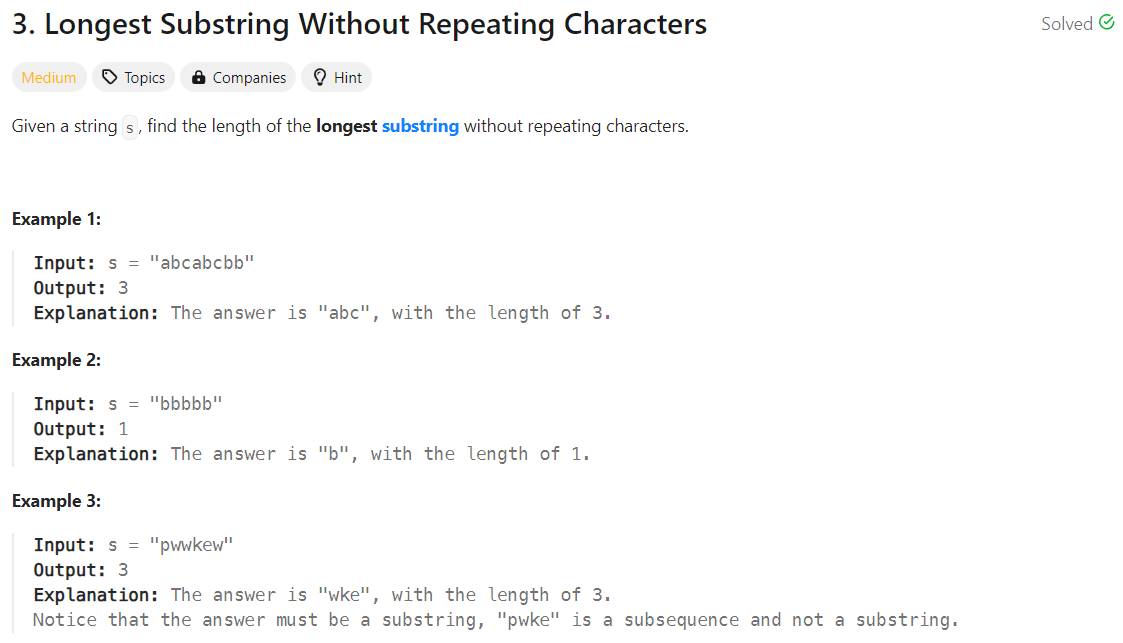 3. Longest Substring Without Repeating Characters
Solved
Medium Topics Companies Hint
Given a string s, find the length of the longest substring without repeating characters.
Example 1:
Input: s = "abcabcbb"
Output: 3
Explanation: The answer is "abc", with the length of 3.
Example 2:
Input: s = "bbbbb"
Output: 1
Explanation: The answer is "b", with the length of 1.
Example 3:
Input: s = "pwwkew"
Output: 3
Explanation: The answer is "wke", with the length of 3.
Notice that the answer must be a substring, "pwke" is a subsequence and not a substring.